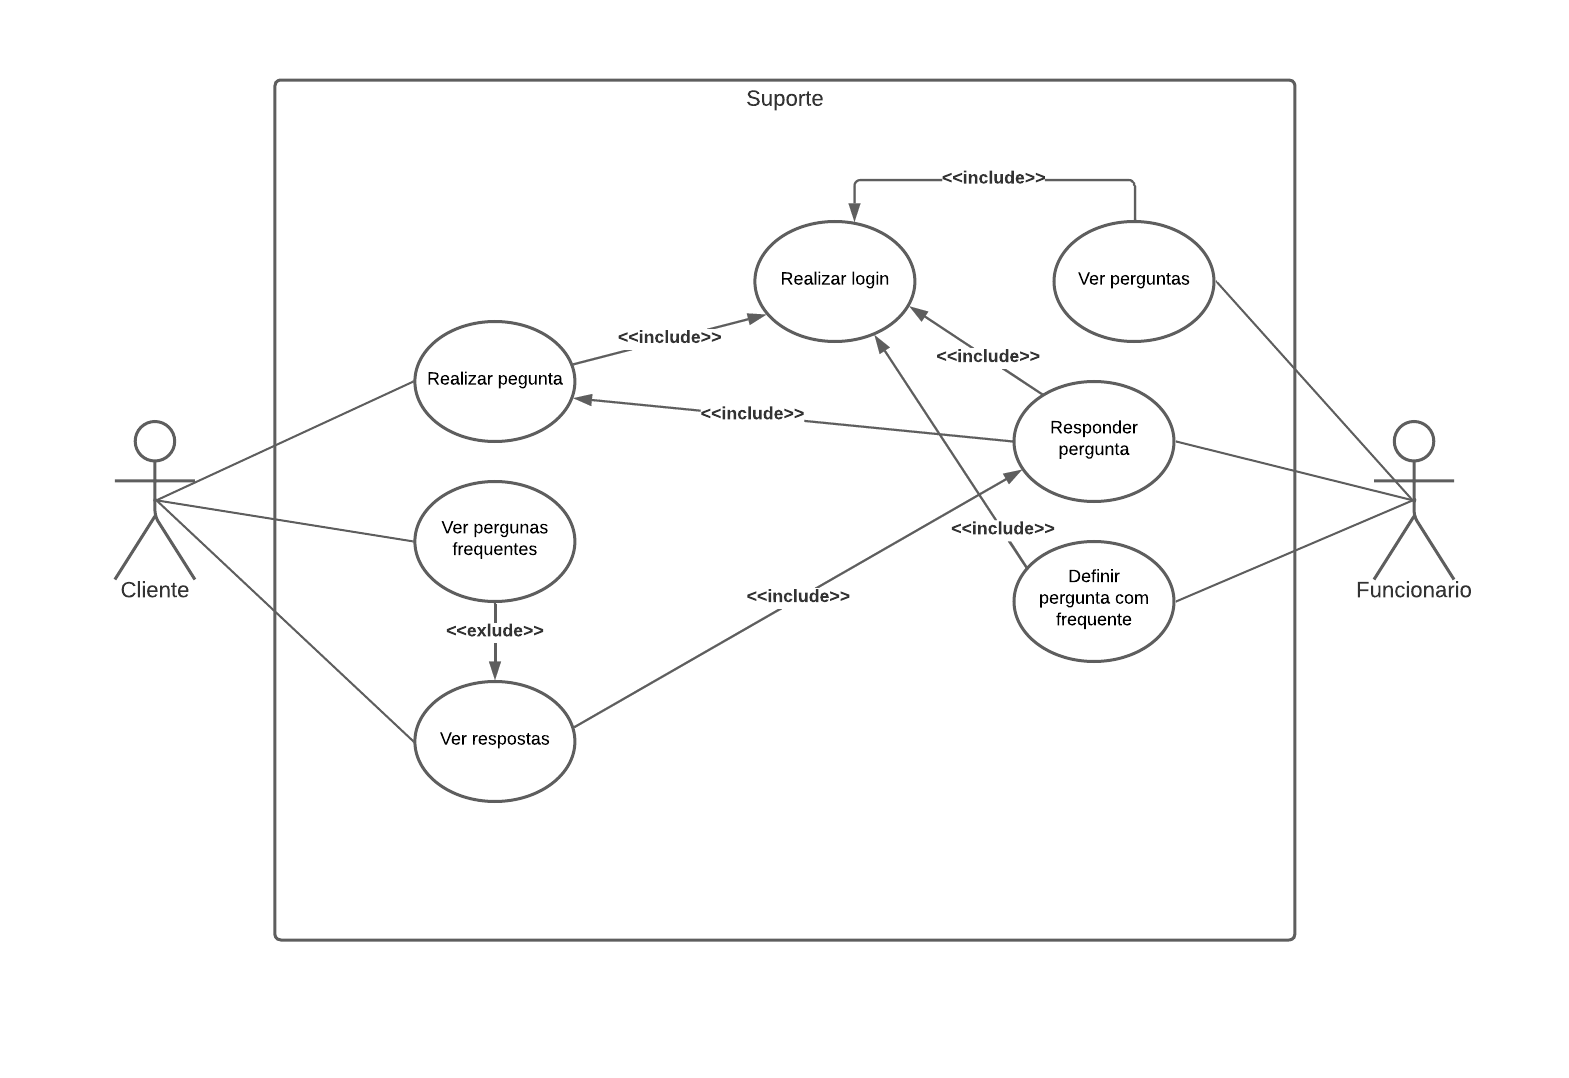 Suporte
<<include>>
Realizar login
Ver perguntas
<<include>>
<<include>>
Realizar pegunta
<<include>>
Responder
pergunta
Ver pergunas
frequentes
<<include>>
Definir
pergunta com
frequente
Cliente
Funcionario
<<include>>
<<exlude>>
Ver respostas